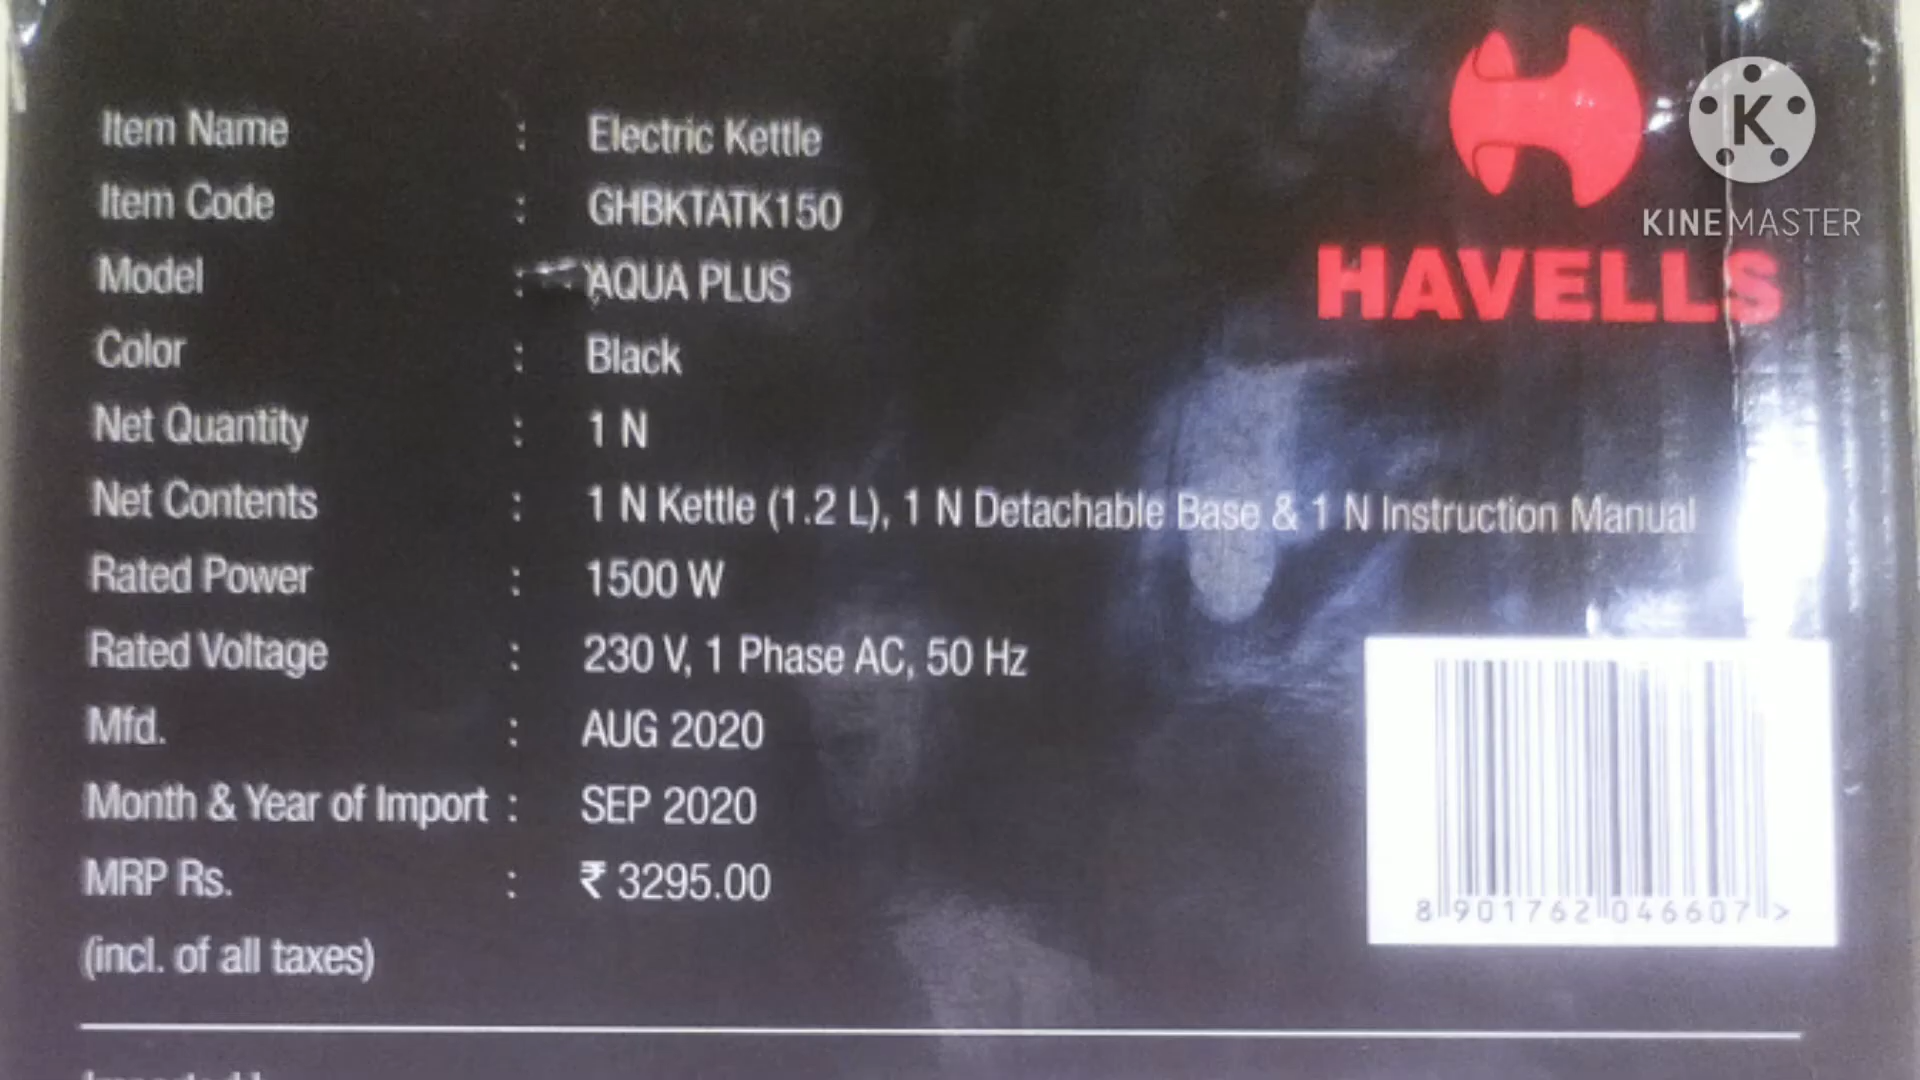 Item Name : Electric Kettle
Item Code : GHBKTATK150
Model : AQUA PLUS
Color : Black
Net Quantity : 1 N
Net Contents : 1 N Kettle (1.2 L), 1 N Detachable Base & 1 N Instruction Manual
Rated Power : 1500 W
Rated Voltage : 230 V, 1 Phase AC, 50 Hz
Mfd. : AUG 2020
Month & Year of Import : SEP 2020
MRP Rs. : ₹ 3295.00
(incl. of all taxes)
K
KINEMASTER
HAVELLS
8 901762 046607 >